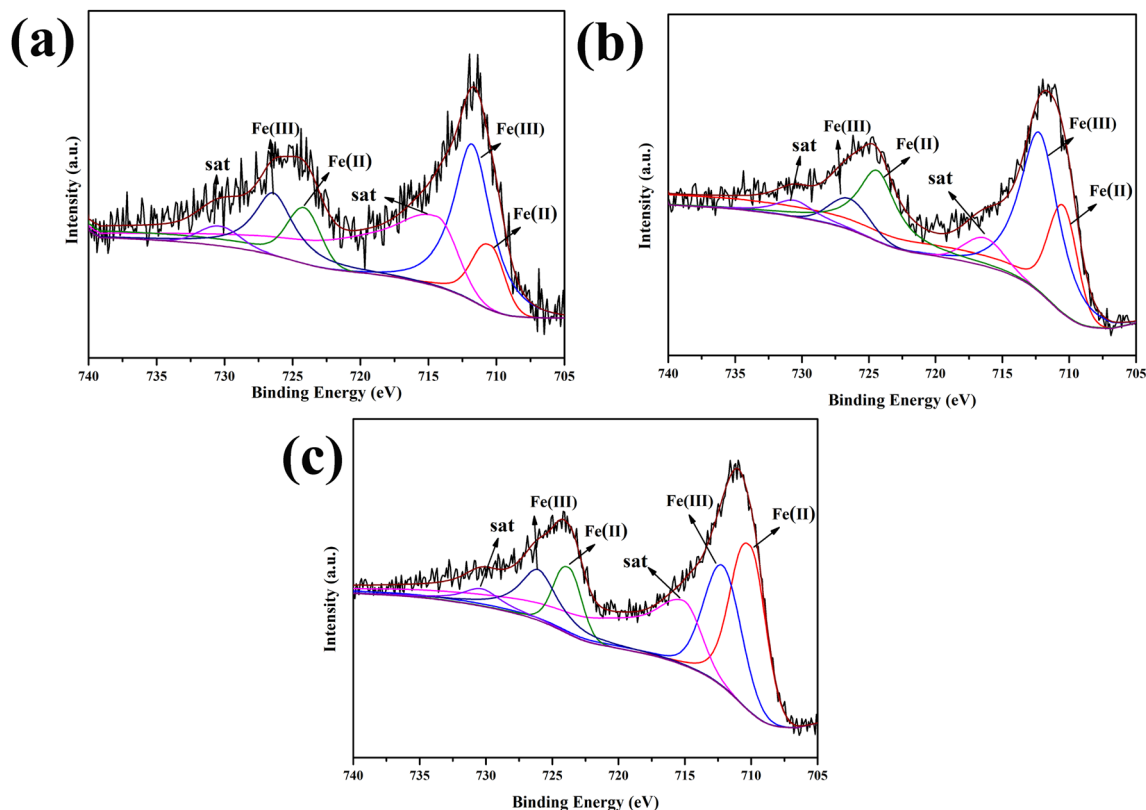 (a)
Intensity (a.u.)
sat
Fe(III)
Fe(II)
sat
Fe(III)
Fe(II)
740 735 730 725 720 715 710 705
Binding Energy (eV)
(b)
Intensity (a.u.)
sat
Fe(III)
Fe(II)
sat
Fe(III)
Fe(II)
740 735 730 725 720 715 710 705
Binding Energy (eV)
(c)
Intensity (a.u.)
sat
Fe(III)
Fe(II)
sat
Fe(III)
Fe(II)
740 735 730 725 720 715 710 705
Binding Energy (eV)